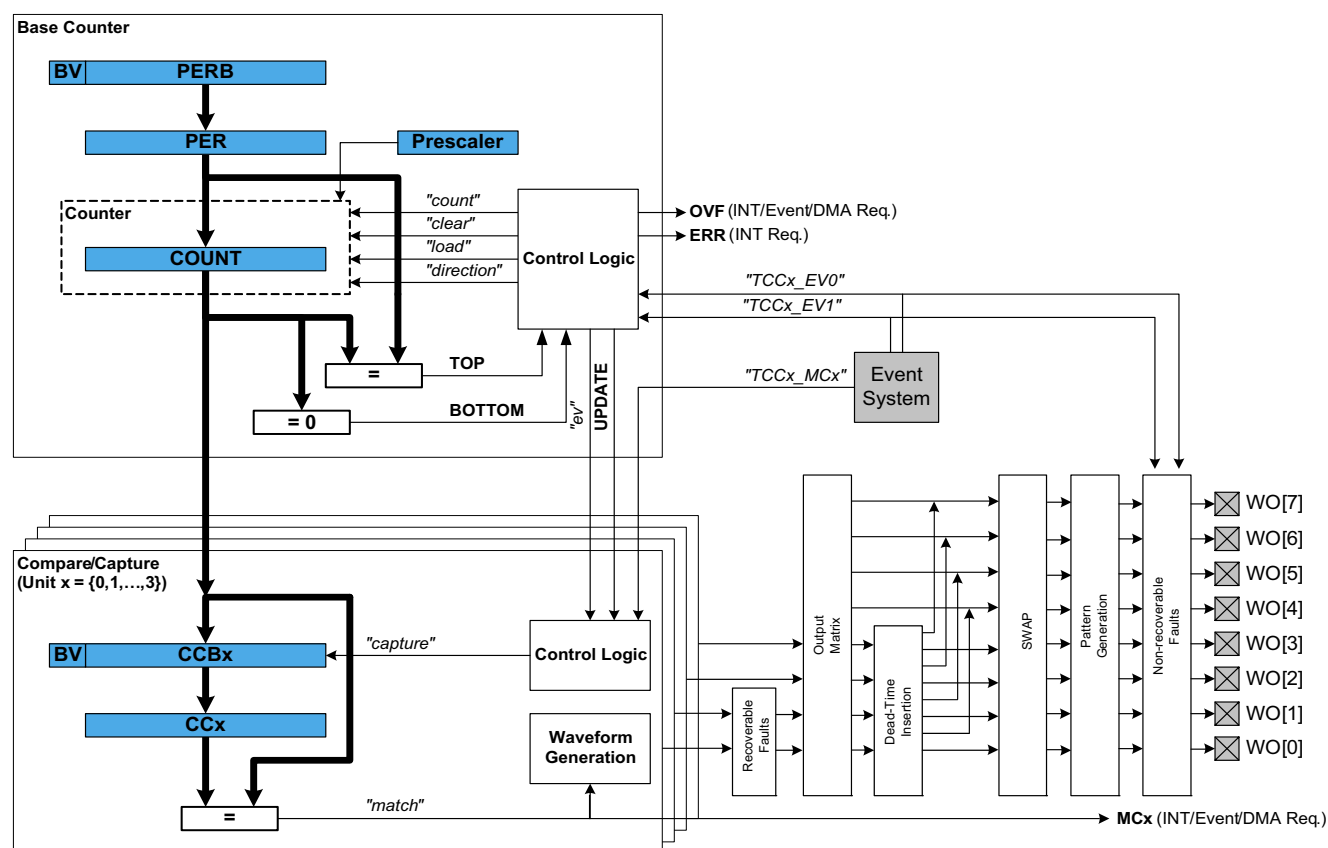 Base Counter
BV PERB
PER
Prescaler
Counter
COUNT
"count"
"clear"
"load"
"direction"
Control Logic
OVF (INT/Event/DMA Req.)
ERR (INT Req.)
"TCCx_EV0"
"TCCx_EV1"
"TCCx_MCx"
Event
System
=
TOP
= 0
BOTTOM
"ev"
UPDATE
Compare/Capture
(Unit x = {0,1,…,3})
BV CCBx
"capture"
Control Logic
CCx
Waveform
Generation
=
"match"
Recoverable
Faults
Output
Matrix
Dead-Time
Insertion
SWAP
Pattern
Generation
Non-recoverable
Faults
WO[7]
WO[6]
WO[5]
WO[4]
WO[3]
WO[2]
WO[1]
WO[0]
MCx (INT/Event/DMA Req.)